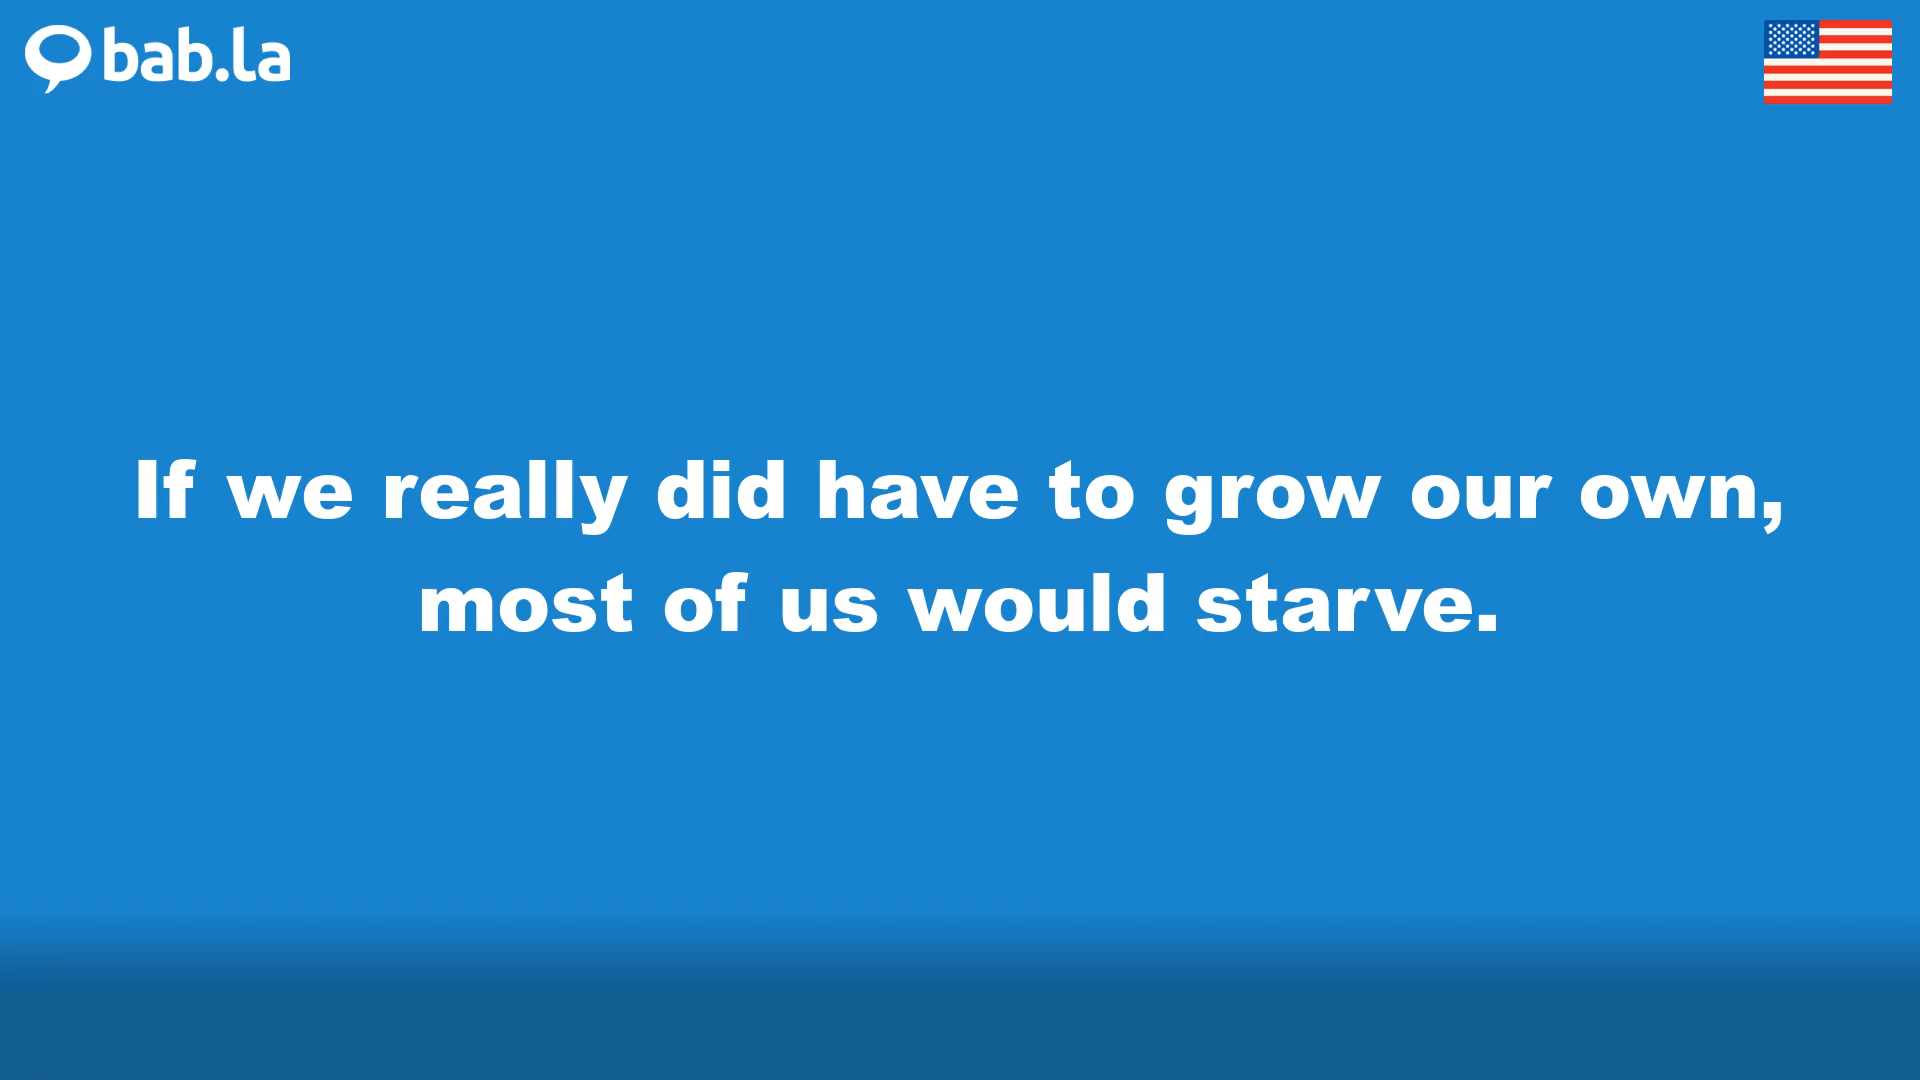 bab.la
If we really did have to grow our own,
most of us would starve.